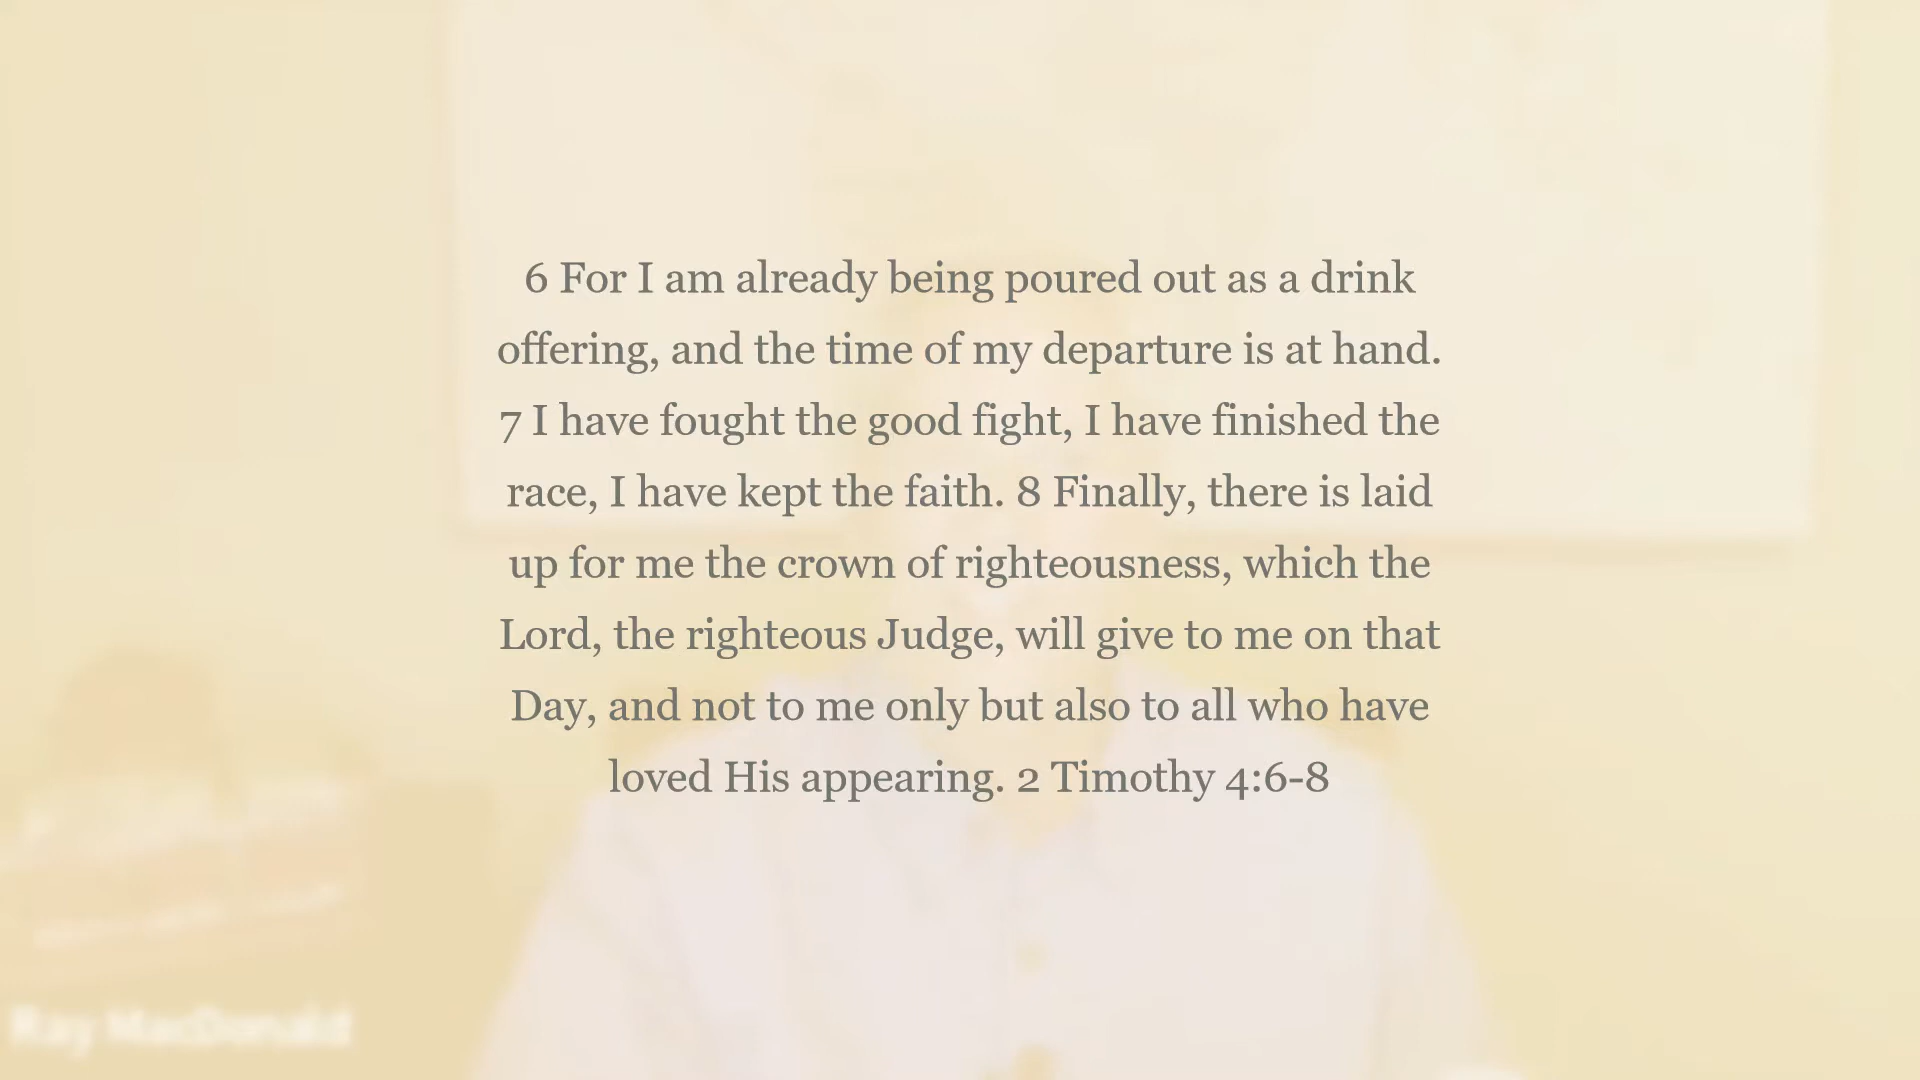 6 For I am already being poured out as a drink
offering, and the time of my departure is at hand.
7 I have fought the good fight, I have finished the
race, I have kept the faith. 8 Finally, there is laid
up for me the crown of righteousness, which the
Lord, the righteous Judge, will give to me on that
Day, and not to me only but also to all who have
loved His appearing. 2 Timothy 4:6-8
Ray MacDonald